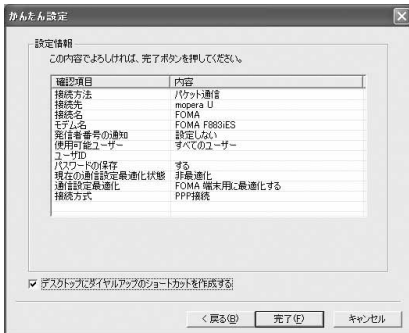 かんたん設定
設定情報
この内容でよろしければ、完了ボタンを押してください。
確認項目 内容
接続方法 パケット通信
接続先 mopera U
接続名 FOMA
モデム名 FOMA F883iES
発信者番号の通知 設定しない
使用可能ユーザー すべてのユーザー
ユーザID
パスワードの保存 する
現在の通信設定最適化状態 非最適化
通信設定最適化 FOMA 端末用に最適化する
接続方式 PPP接続
デスクトップにダイヤルアップのショートカットを作成する
< 戻る(B) 完了(F) キャンセル